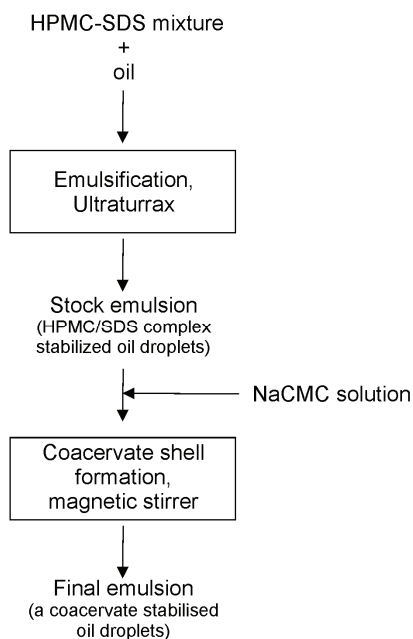 HPMC-SDS mixture
+
oil
Emulsification,
Ultraturrax
Stock emulsion
(HPMC/SDS complex
stabilized oil droplets)
NaCMC solution
Coacervate shell
formation,
magnetic stirrer
Final emulsion
(a coacervate stabilised
oil droplets)